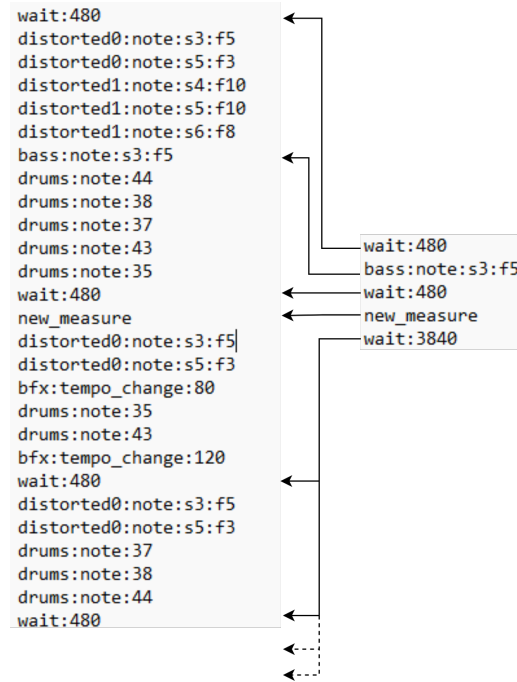 wait:480
distorted0:note:s3:f5
distorted0:note:s5:f3
distorted1:note:s4:f10
distorted1:note:s5:f10
distorted1:note:s6:f8
bass:note:s3:f5
drums:note:44
drums:note:38
drums:note:37
drums:note:43
drums:note:35
wait:480
new_measure
distorted0:note:s3:f5
distorted0:note:s5:f3
bfx:tempo_change:80
drums:note:35
drums:note:43
bfx:tempo_change:120
wait:480
distorted0:note:s3:f5
distorted0:note:s5:f3
drums:note:37
drums:note:38
drums:note:44
wait:480
wait:480
bass:note:s3:f5
wait:480
new_measure
wait:3840